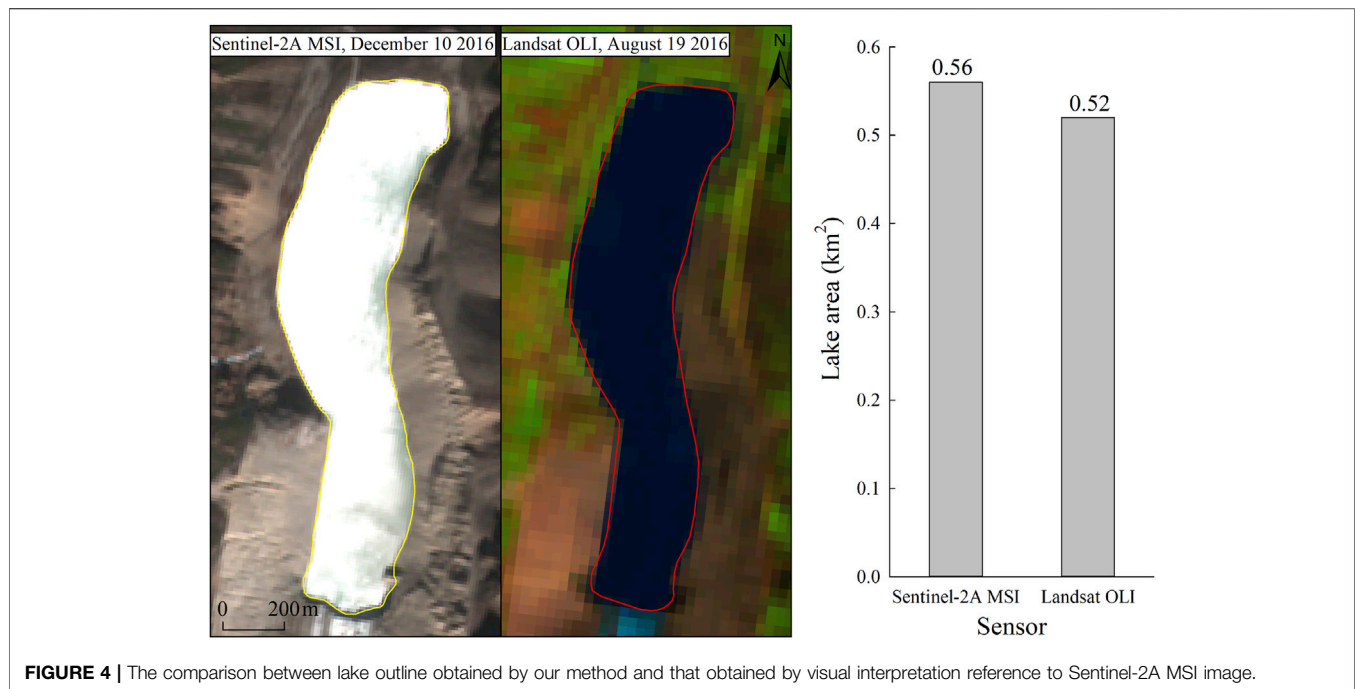 Sentinel-2A MSI, December 10 2016
Landsat OLI, August 19 2016
N
0 200 m
0.6
0.5
0.4
0.3
0.2
0.1
0.0
Lake area (km²)
0.56
0.52
Sentinel-2A MSI Landsat OLI
Sensor
FIGURE 4 | The comparison between lake outline obtained by our method and that obtained by visual interpretation reference to Sentinel-2A MSI image.